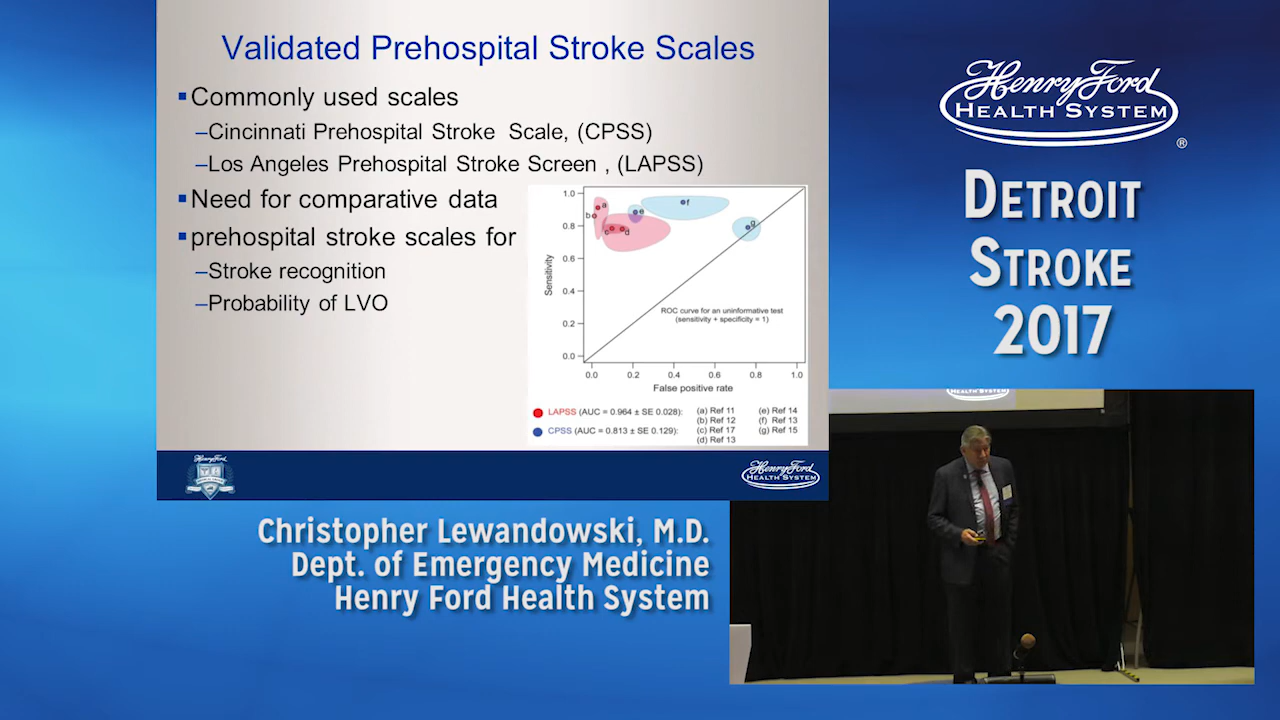 Validated Prehospital Stroke Scales
Commonly used scales
–Cincinnati Prehospital Stroke Scale, (CPSS)
–Los Angeles Prehospital Stroke Screen , (LAPSS)
Need for comparative data
prehospital stroke scales for
–Stroke recognition
–Probability of LVO
Sensitivity
1.0
0.8
0.6
0.4
0.2
0.0
a
b
c
d
e
f
g
ROC curve for an uninformative test
(sensitivity + specificity = 1)
0.0 0.2 0.4 0.6 0.8 1.0
False positive rate
LAPSS (AUC = 0.964 ± SE 0.028): (a) Ref 11 (e) Ref 14
(b) Ref 12 (f) Ref 13
CPSS (AUC = 0.813 ± SE 0.129): (c) Ref 17 (g) Ref 15
(d) Ref 13
Henry Ford
Henry Ford
HEALTH SYSTEM
Henry Ford
HEALTH SYSTEM
®
DETROIT
STROKE
2017
HEALTH SYSTEM
Christopher Lewandowski, M.D.
Dept. of Emergency Medicine
Henry Ford Health System